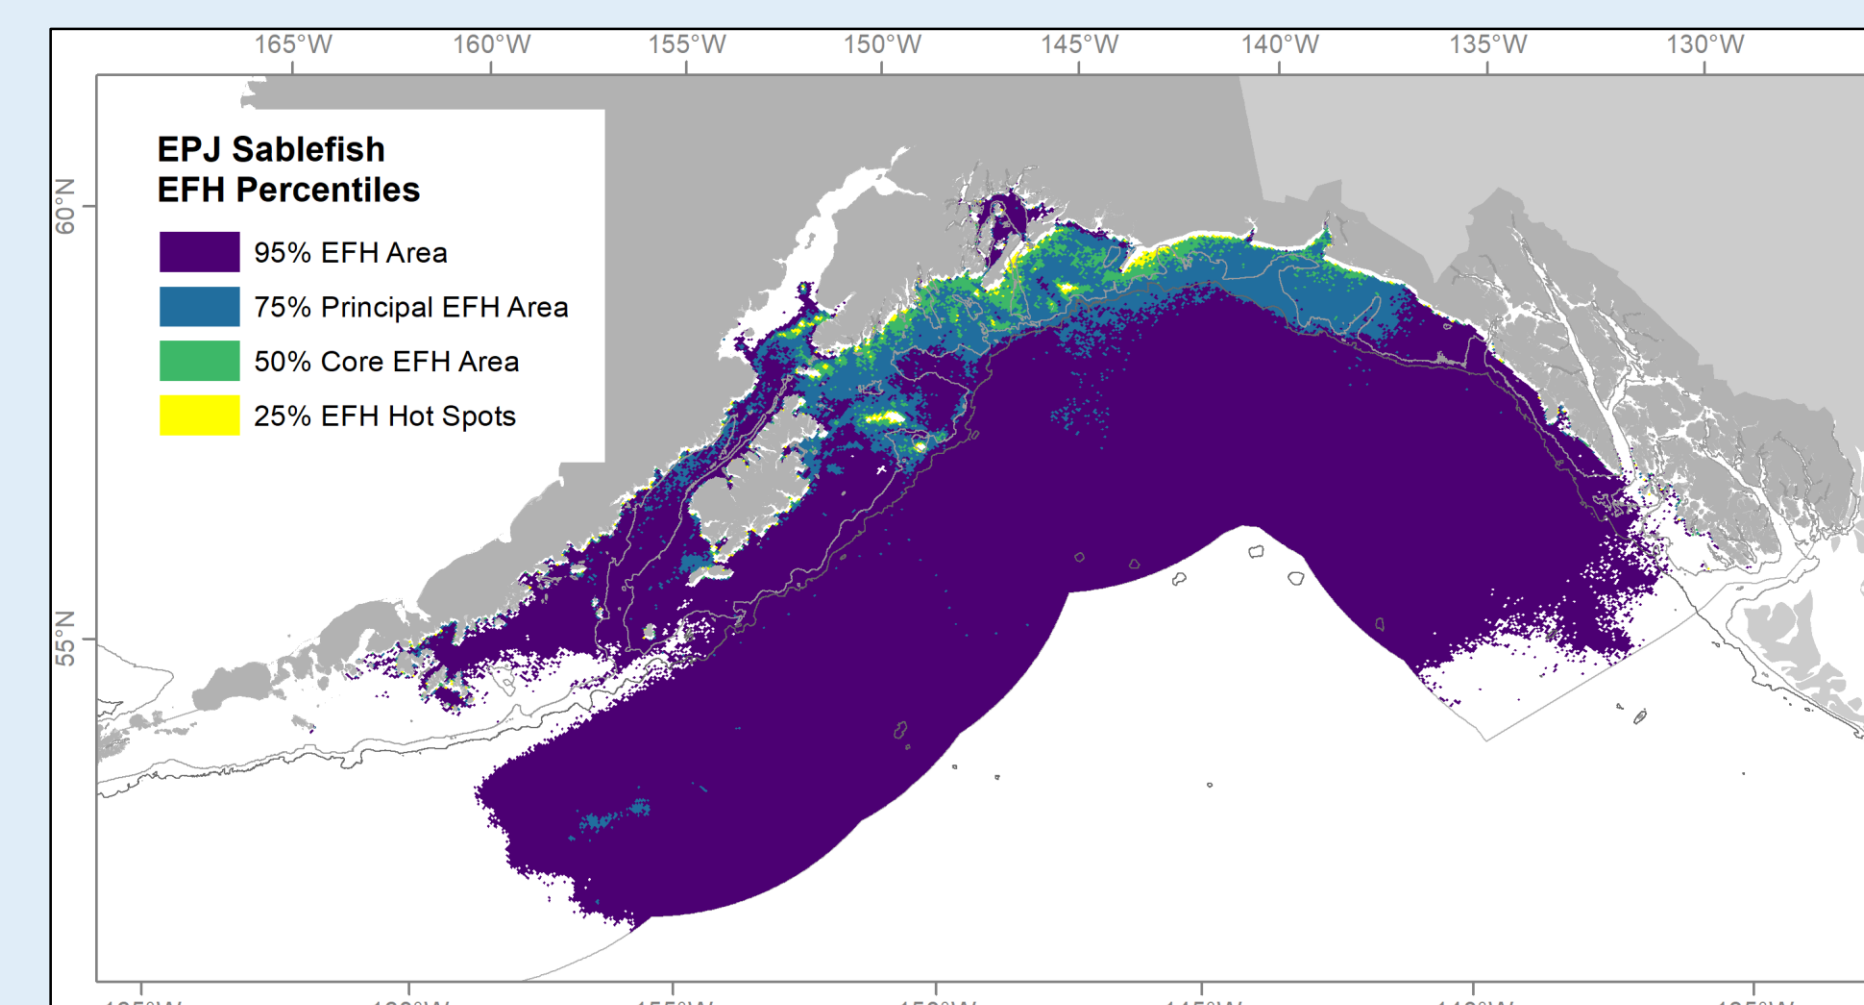 165°W 160°W 155°W 150°W 145°W 140°W 135°W 130°W
EPJ Sablefish
EFH Percentiles
95% EFH Area
75% Principal EFH Area
50% Core EFH Area
25% EFH Hot Spots
60°N
55°N